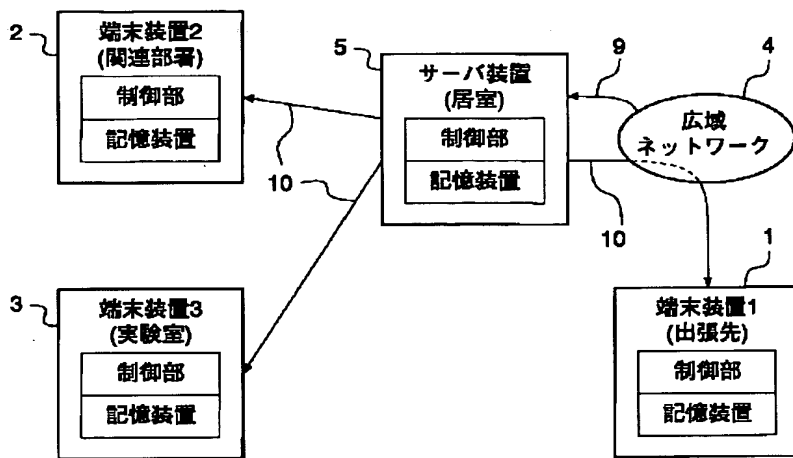 2
端末装置2
(関連部署)
制御部
記憶装置
10
5
サーバ装置
(居室)
制御部
記憶装置
9
4
広域
ネットワーク
10
10
3
端末装置3
(実験室)
制御部
記憶装置
1
端末装置1
(出張先)
制御部
記憶装置